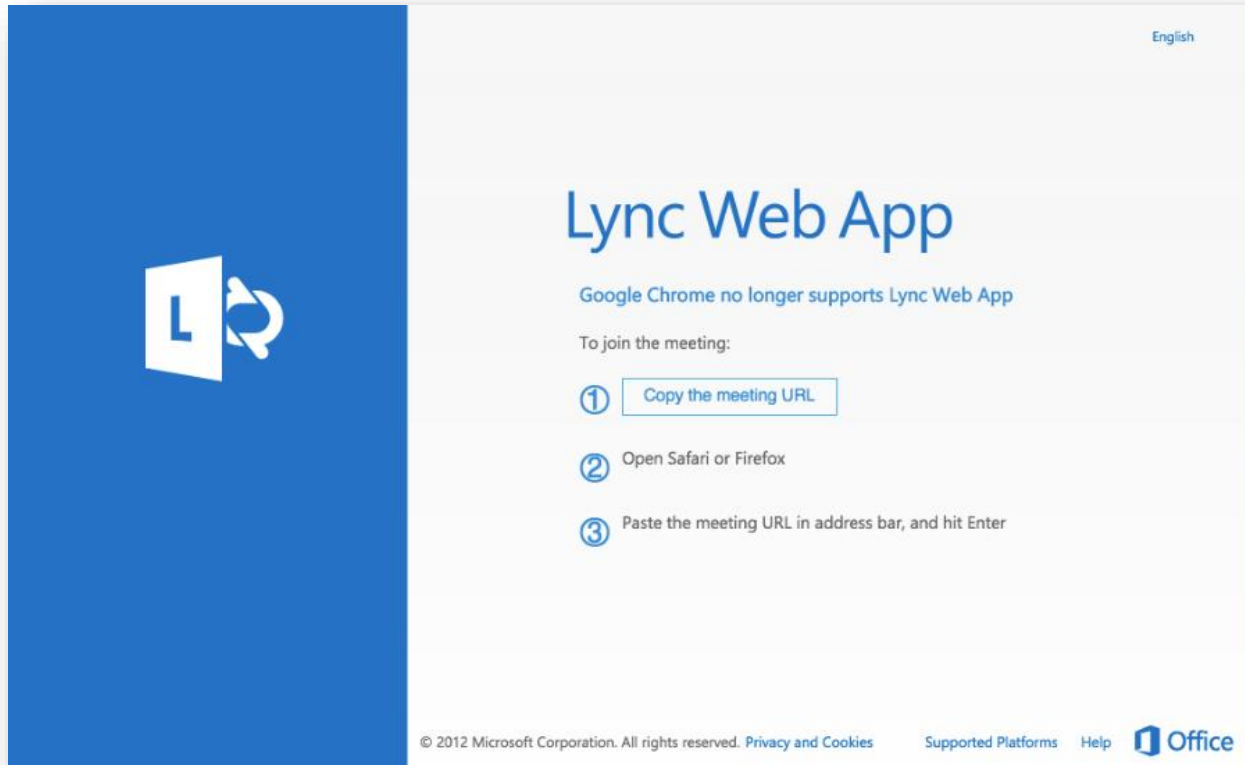 English
L
Lync Web App
Google Chrome no longer supports Lync Web App
To join the meeting:
① Copy the meeting URL
② Open Safari or Firefox
③ Paste the meeting URL in address bar, and hit Enter
© 2012 Microsoft Corporation. All rights reserved. Privacy and Cookies Supported Platforms Help Office